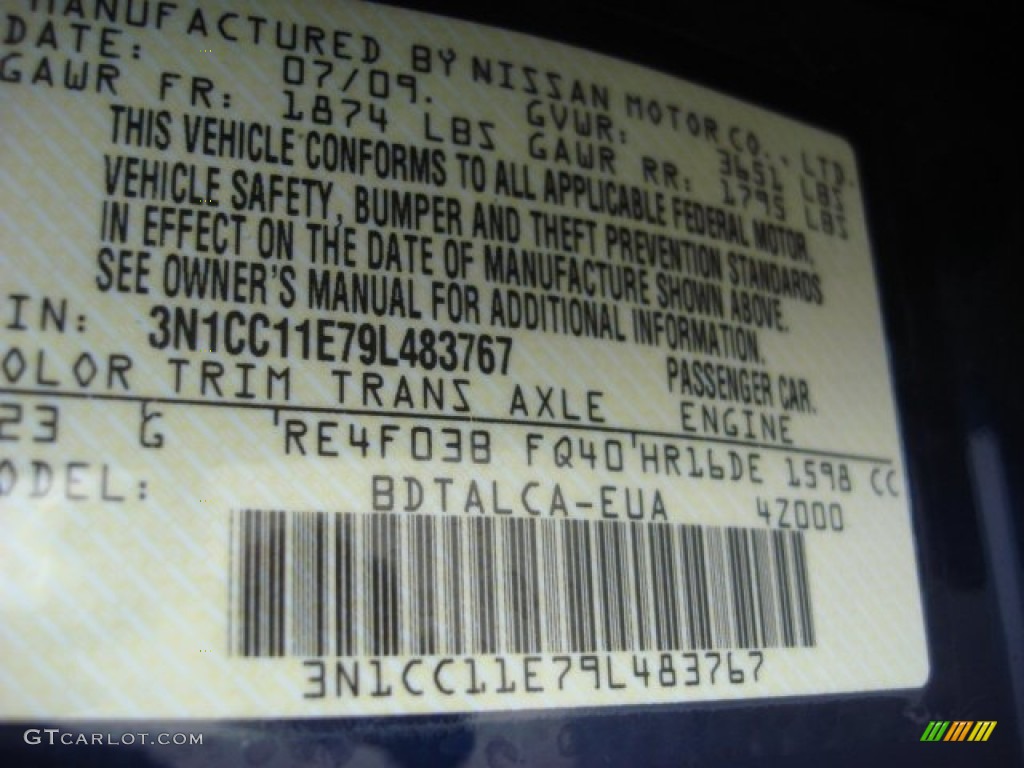 MANUFACTURED BY NISSAN MOTOR CO., LTD.
DATE: 07/09. GVWR: 3651 LBS
GAWR FR: 1874 LBS GAWR RR: 1795 LBS
THIS VEHICLE CONFORMS TO ALL APPLICABLE FEDERAL MOTOR
VEHICLE SAFETY, BUMPER AND THEFT PREVENTION STANDARDS
IN EFFECT ON THE DATE OF MANUFACTURE SHOWN ABOVE.
SEE OWNER'S MANUAL FOR ADDITIONAL INFORMATION.
IN: 3N1CC11E79L483767 PASSENGER CAR.
OLOR TRIM TRANS AXLE ENGINE
23 G RE4F03B FQ40 HR16DE 1598 CC
ODEL: BDTALCA-EUA 4Z000
3N1CC11E79L483767
GTcarlot.com